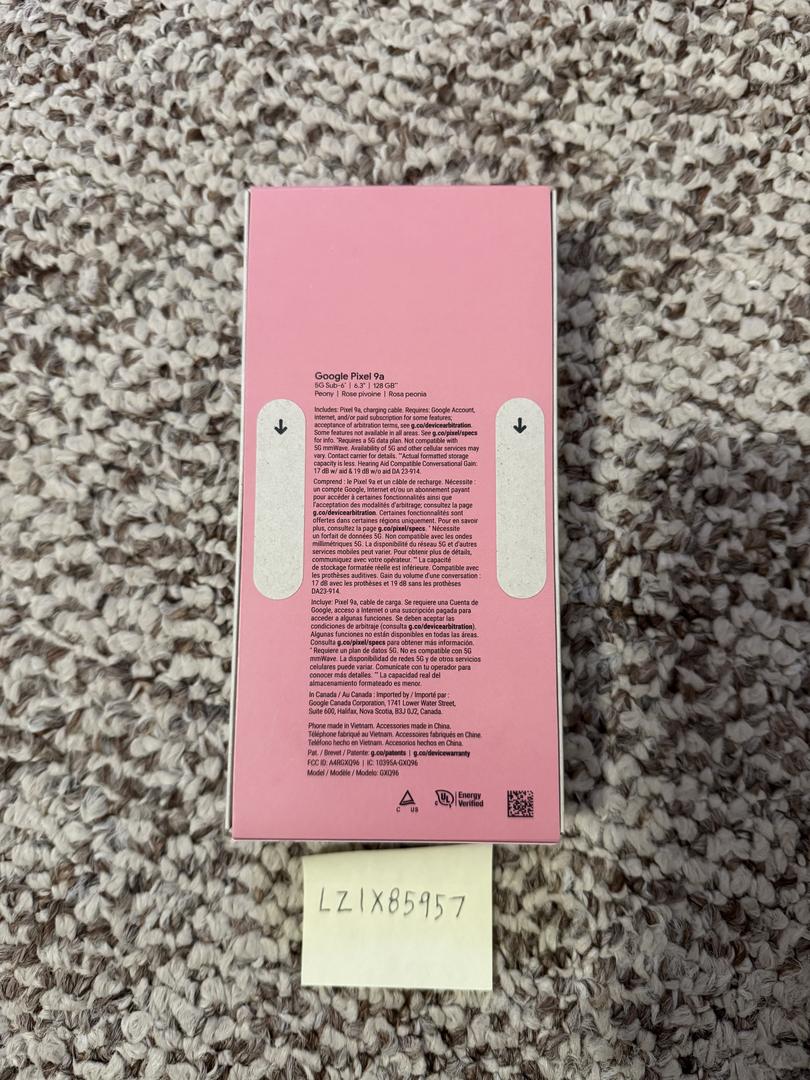 Google Pixel 9a
5G Sub-6* | 6.3" | 128 GB**
Peony | Rose pivoine | Rosa peonia
Includes: Pixel 9a, charging cable. Requires: Google Account,
internet, and/or paid subscription for some features;
acceptance of arbitration terms, see g.co/devicearbitration.
Some features not available in all areas. See g.co/pixel/specs
for info. *Requires a 5G data plan. Not compatible with
5G mmWave. Availability of 5G and other cellular services may
vary. Contact carrier for details. **Actual formatted storage
capacity is less. Hearing Aid Compatible Conversational Gain:
17 dB w/ aid & 19 dB w/o aid DA 23-914.
Comprend : le Pixel 9a et un câble de recharge. Nécessite :
un compte Google, Internet et/ou un abonnement payant
pour accéder à certaines fonctionnalités ainsi que
l'acceptation des modalités d'arbitrage; consultez la page
g.co/devicearbitration. Certaines fonctionnalités sont
offertes dans certaines régions uniquement. Pour en savoir
plus, consultez la page g.co/pixel/specs. * Nécessite
un forfait de données 5G. Non compatible avec les ondes
millimétriques 5G. La disponibilité du réseau 5G et d'autres
services mobiles peut varier. Pour obtenir plus de détails,
communiquez avec votre opérateur. ** La capacité
de stockage formatée réelle est inférieure. Compatible avec
les prothèses auditives. Gain du volume d'une conversation :
17 dB avec les prothèses et 19 dB sans les prothèses
DA23-914.
Incluye: Pixel 9a, cable de carga. Se requiere una Cuenta de
Google, acceso a Internet o una suscripción pagada para
acceder a algunas funciones. Se deben aceptar las
condiciones de arbitraje (consulta g.co/devicearbitration).
Algunas funciones no están disponibles en todas las áreas.
Consulta g.co/pixel/specs para obtener más información.
* Requiere un plan de datos 5G. No es compatible con 5G
mmWave. La disponibilidad de redes 5G y de otros servicios
celulares puede variar. Comunícate con tu operador para
conocer más detalles. ** La capacidad real del
almacenamiento formateado es menor.
In Canada / Au Canada : Imported by / Importé par :
Google Canada Corporation, 1741 Lower Water Street,
Suite 600, Halifax, Nova Scotia, B3J 0J2, Canada.
Phone made in Vietnam. Accessories made in China.
Téléphone fabriqué au Vietnam. Accessoires fabriqués en Chine.
Teléfono hecho en Vietnam. Accesorios hechos en China.
Pat. / Brevet / Patente: g.co/patents | g.co/devicewarranty
FCC ID: A4RGXQ96 | IC: 10395A-GXQ96
Model / Modèle / Modelo: GXQ96
C US
c UL us Energy
Verified
LZ1X85957